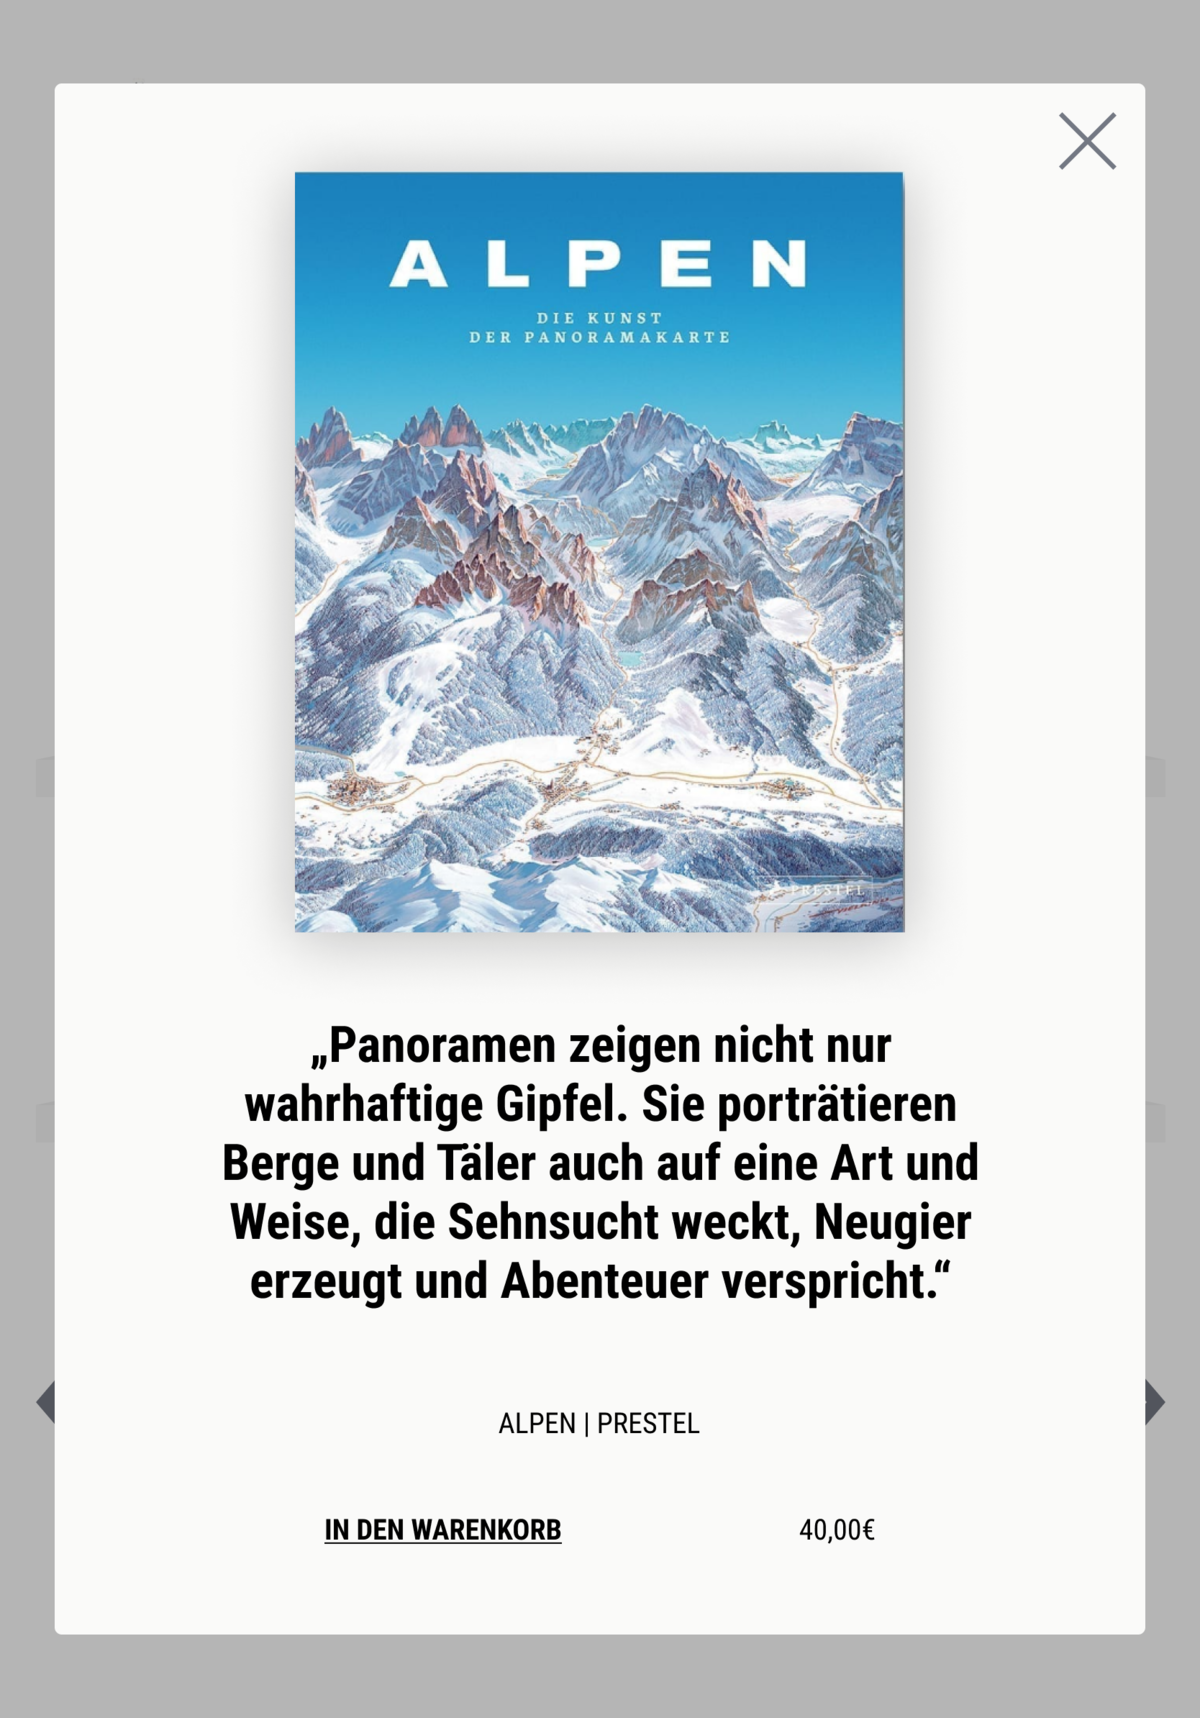 ALPEN
DIE KUNST
DER PANORAMAKARTE
PRESTEL
„Panoramen zeigen nicht nur
wahrhaftige Gipfel. Sie porträtieren
Berge und Täler auch auf eine Art und
Weise, die Sehnsucht weckt, Neugier
erzeugt und Abenteuer verspricht.“
ALPEN | PRESTEL
IN DEN WARENKORB 40,00€